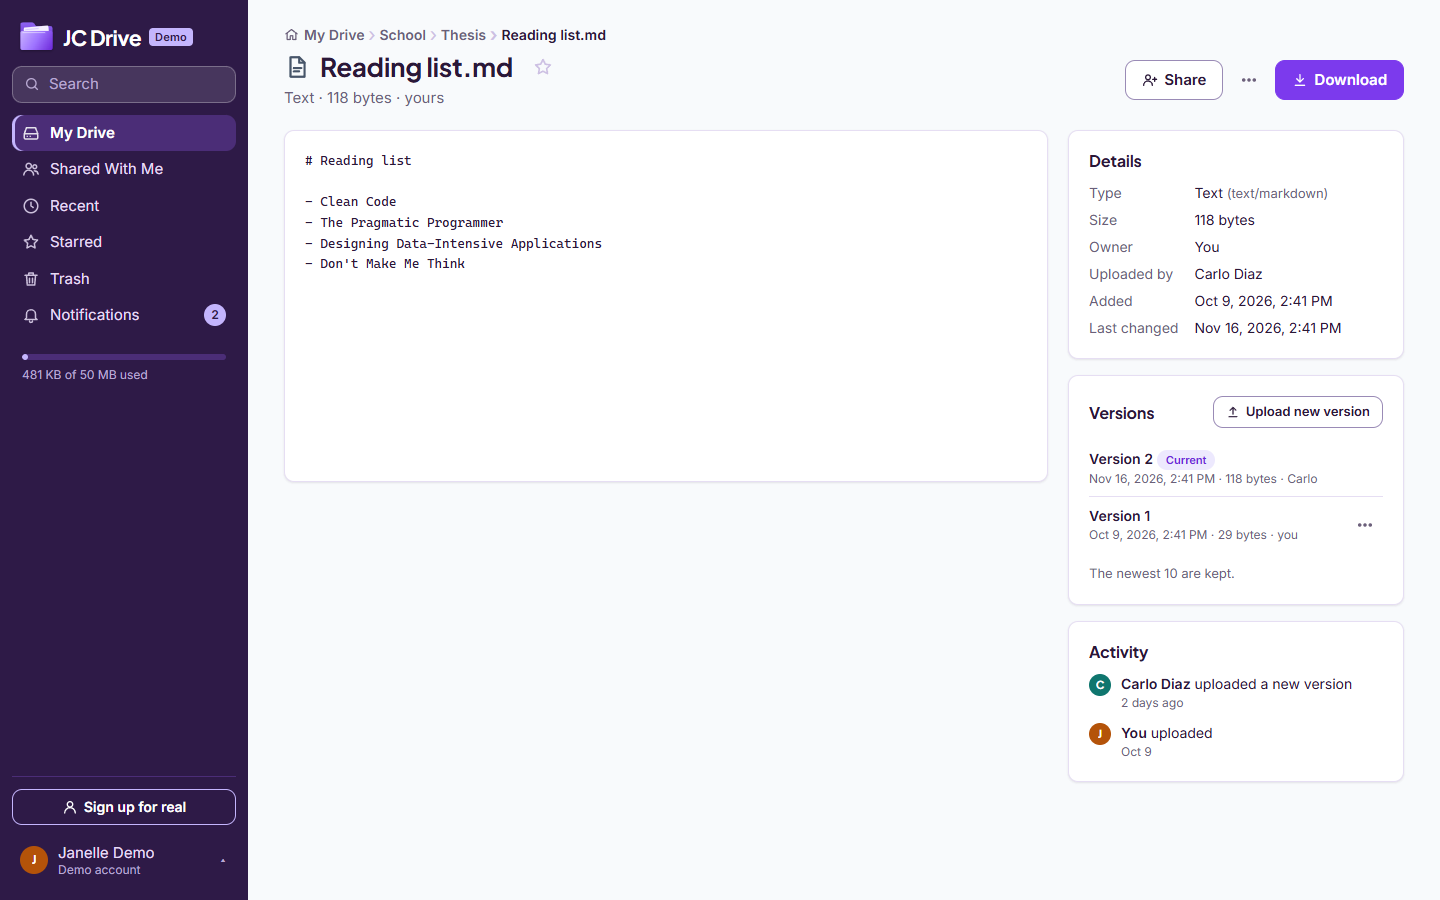 JC Drive Demo
Search
My Drive
Shared With Me
Recent
Starred
Trash
Notifications 2
481 KB of 50 MB used
Sign up for real
J
Janelle Demo
Demo account
My Drive > School > Thesis > Reading list.md
Reading list.md
Text · 118 bytes · yours
Share
Download
# Reading list
- Clean Code
- The Pragmatic Programmer
- Designing Data-Intensive Applications
- Don't Make Me Think
Details
Type Text (text/markdown)
Size 118 bytes
Owner You
Uploaded by Carlo Diaz
Added Oct 9, 2026, 2:41 PM
Last changed Nov 16, 2026, 2:41 PM
Versions
Upload new version
Version 2 Current
Nov 16, 2026, 2:41 PM · 118 bytes · Carlo
Version 1
Oct 9, 2026, 2:41 PM · 29 bytes · you
The newest 10 are kept.
Activity
C
Carlo Diaz uploaded a new version
2 days ago
J
You uploaded
Oct 9